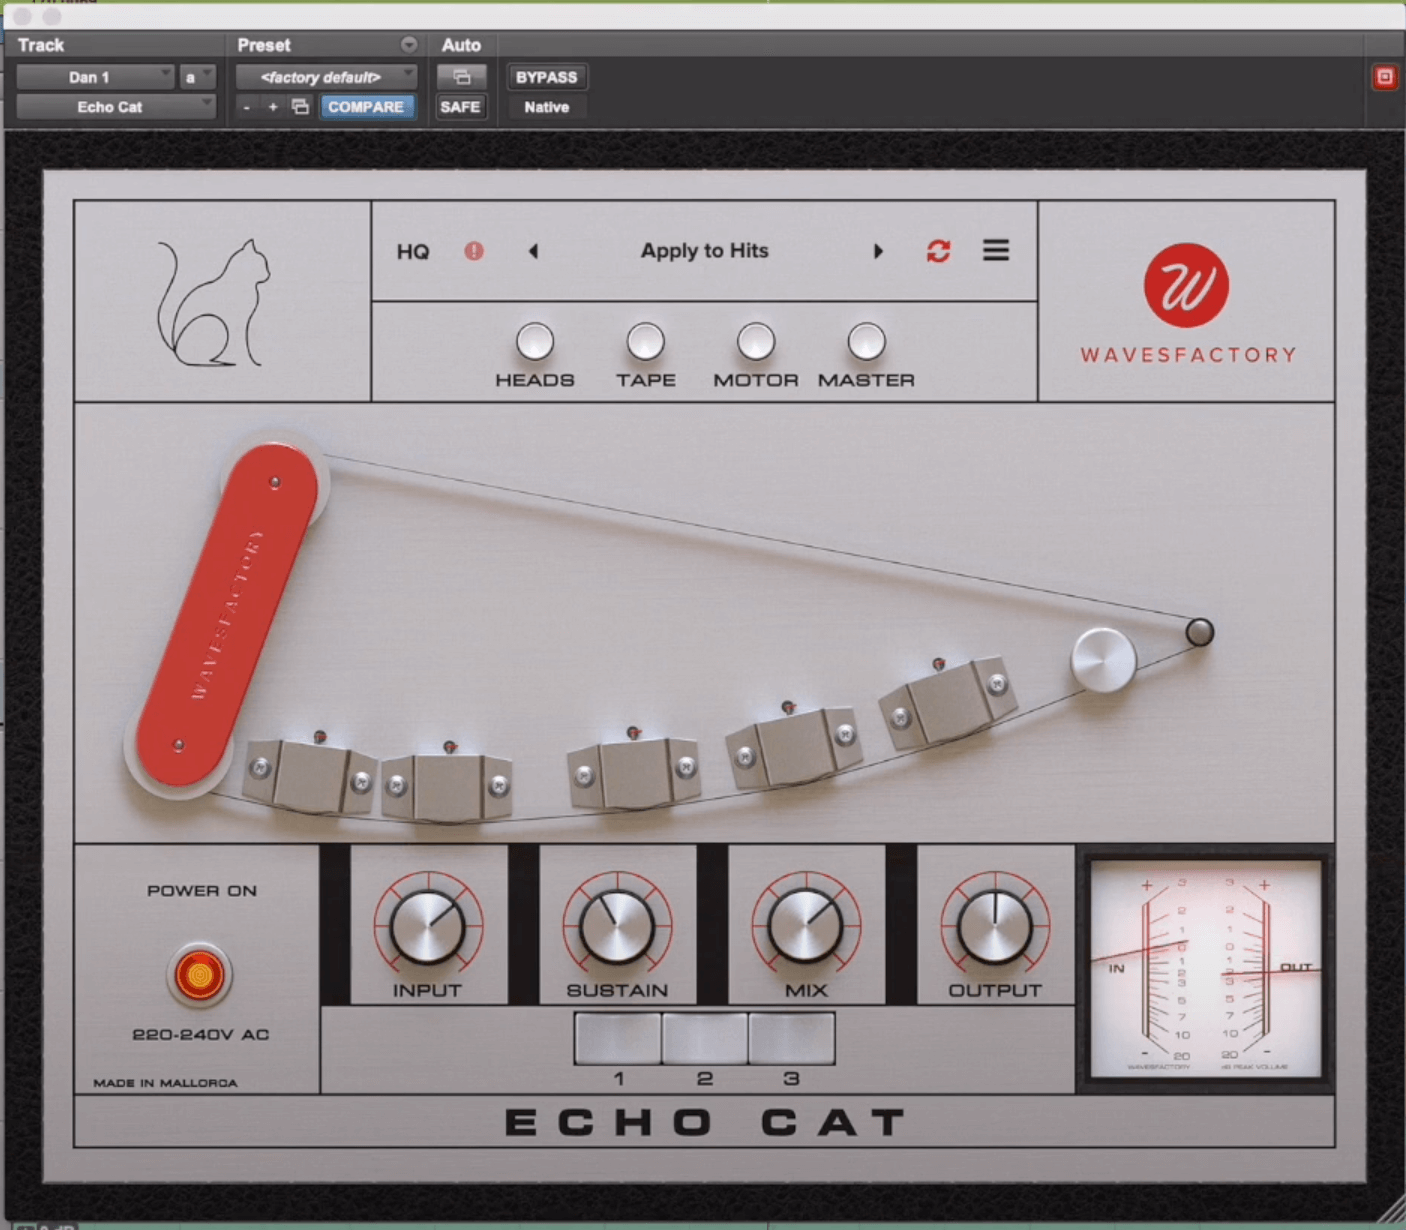 Track
Preset
Auto
Dan 1
a
<factory default>
BYPASS
Echo Cat
- +
COMPARE
SAFE
Native
HQ
Apply to Hits
W
WAVESFACTORY
HEADS
TAPE
MOTOR
MASTER
WAVESFACTORY
POWER ON
220-240V AC
MADE IN MALLORCA
INPUT
SUSTAIN
MIX
OUTPUT
1
2
3
+ 3 3 +
2 2
1 1
0 0
1 1
2 2
3 3
5 5
7 7
10 10
- 20 20 -
IN
OUT
WAVESFACTORY
dB PEAK VOLUME
ECHO CAT